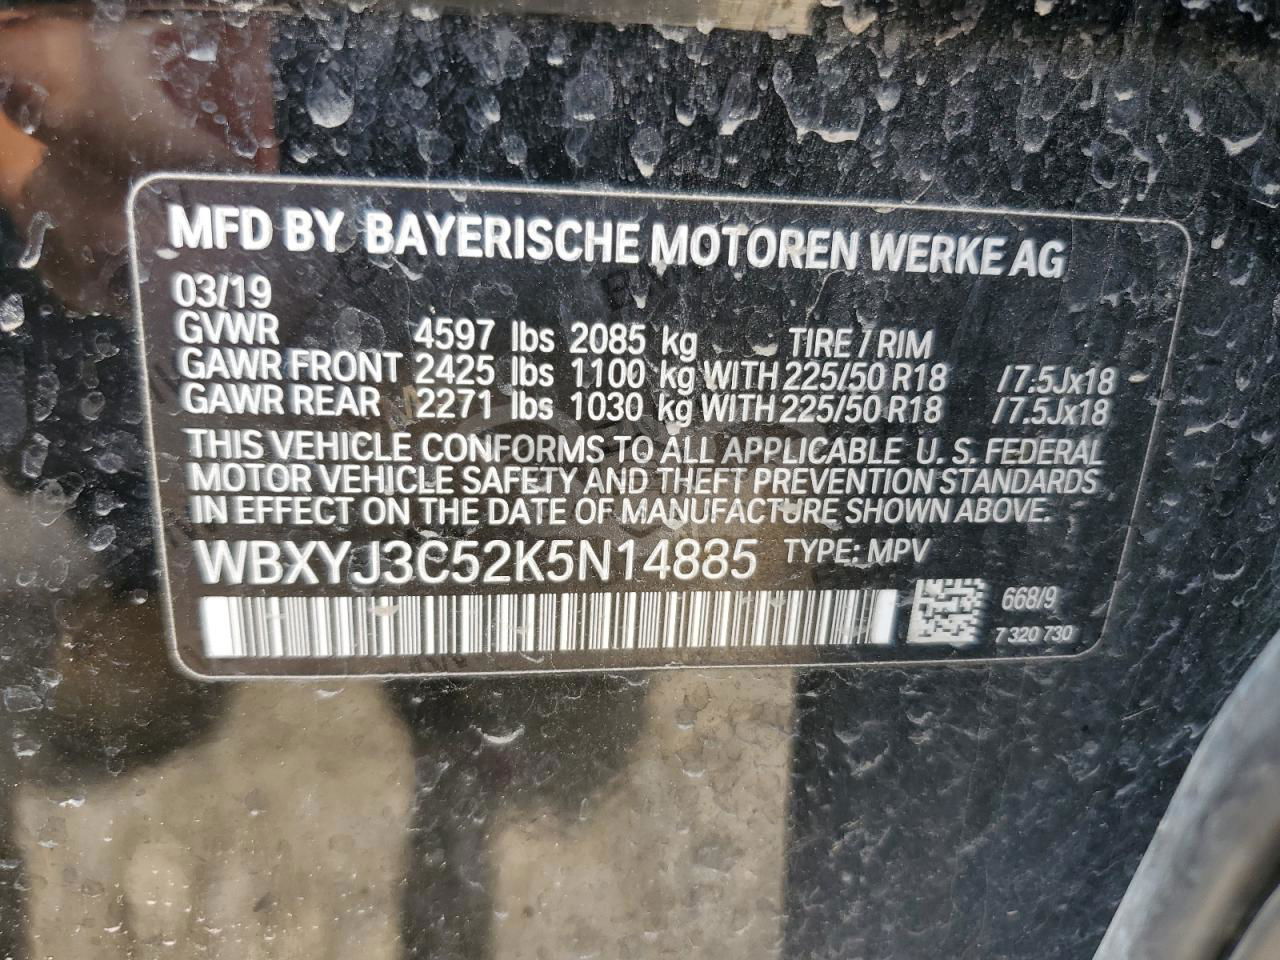 MFD BY BAYERISCHE MOTOREN WERKE AG
03/19
GVWR 4597 lbs 2085 kg TIRE / RIM
GAWR FRONT 2425 lbs 1100 kg WITH 225/50 R18 /7.5Jx18
GAWR REAR 2271 lbs 1030 kg WITH 225/50 R18 /7.5Jx18
THIS VEHICLE CONFORMS TO ALL APPLICABLE U. S. FEDERAL
MOTOR VEHICLE SAFETY AND THEFT PREVENTION STANDARDS
IN EFFECT ON THE DATE OF MANUFACTURE SHOWN ABOVE.
WBXYJ3C52K5N14885 TYPE: MPV
668/9
7 320 730